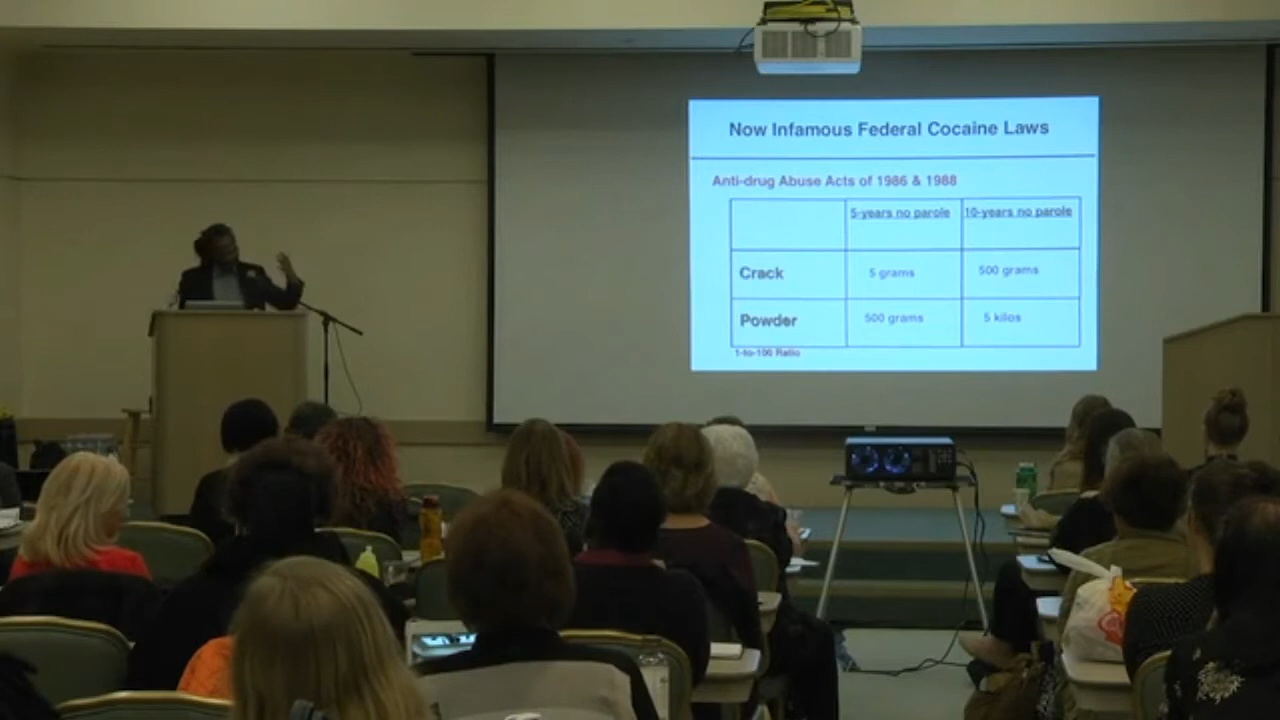 Now Infamous Federal Cocaine Laws
Anti-drug Abuse Acts of 1986 & 1988
5-years no parole 10-years no parole
Crack 5 grams 500 grams
Powder 500 grams 5 kilos
1-to-100 Ratio